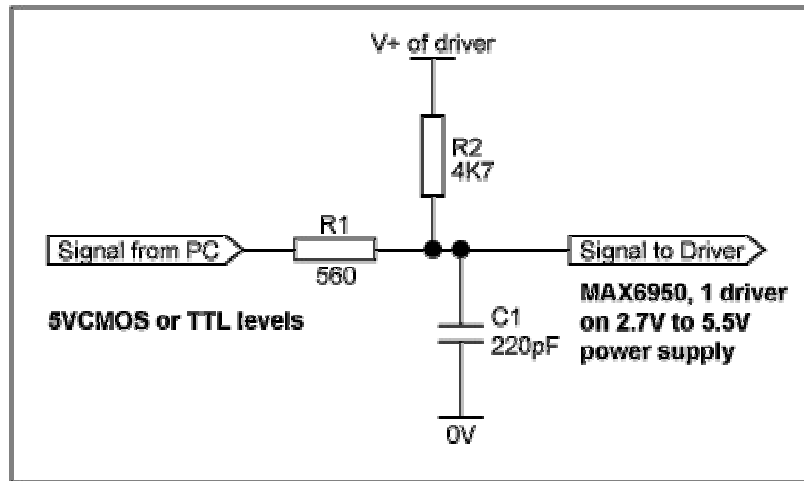 V+ of driver
R2
4K7
R1
Signal from PC
560
Signal to Driver
5VCMOS or TTL levels
MAX6950, 1 driver
on 2.7V to 5.5V
power supply
C1
220pF
0V